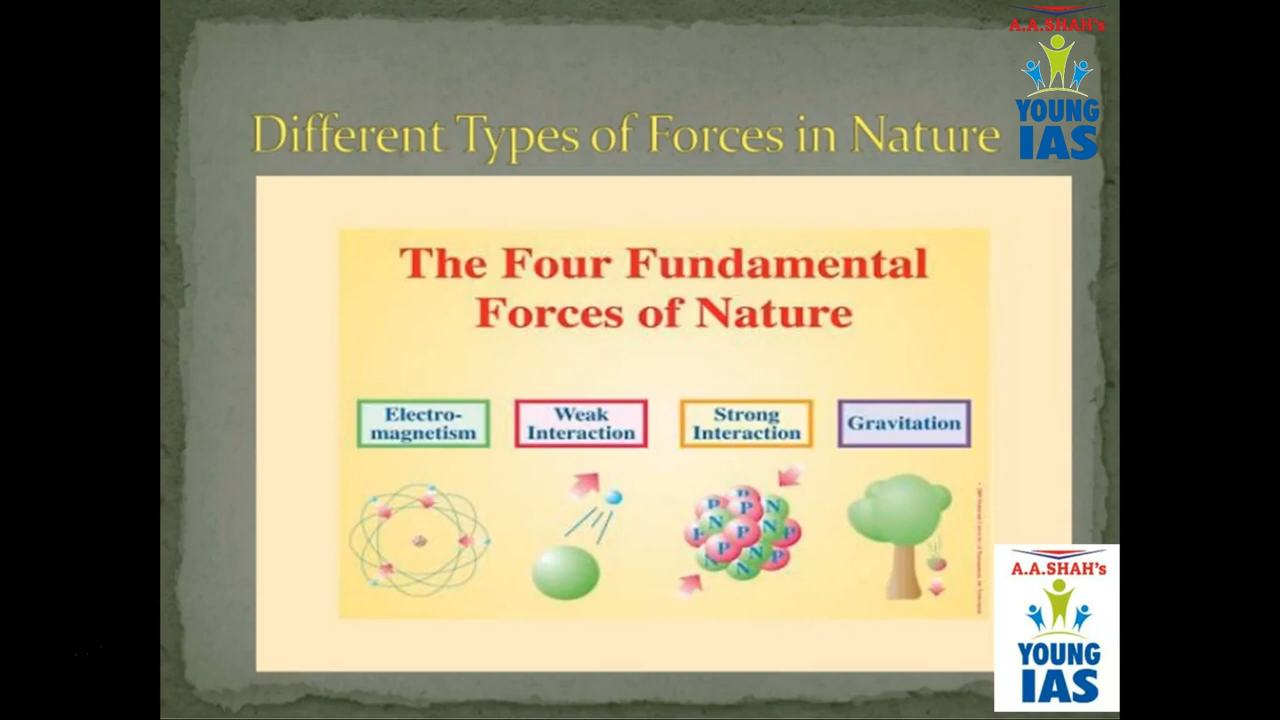 A.A.SHAH's
YOUNG
IAS
Different Types of Forces in Nature
The Four Fundamental
Forces of Nature
Electro-
magnetism
Weak
Interaction
Strong
Interaction
Gravitation
P
P
P
N
N
P
P
N
P
P
N
P
N
N
A.A.SHAH's
YOUNG
IAS